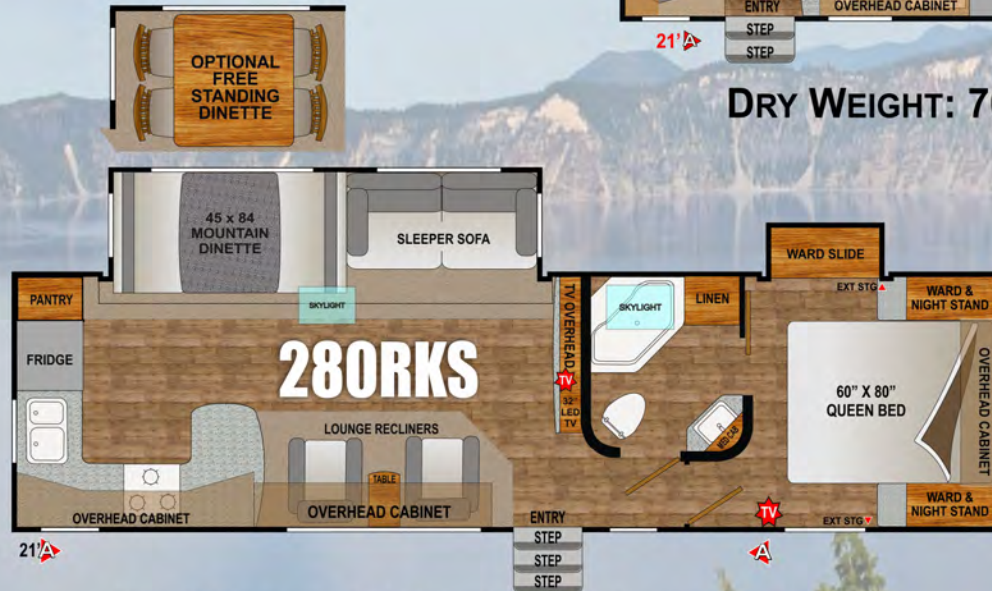 ENTRY
OVERHEAD CABINET
STEP
STEP
21' A
OPTIONAL
FREE
STANDING
DINETTE
DRY WEIGHT: 7
45 x 84
MOUNTAIN
DINETTE
SLEEPER SOFA
WARD SLIDE
EXT STG
PANTRY
SKYLIGHT
TV OVERHEAD
SKYLIGHT
LINEN
WARD &
NIGHT STAND
FRIDGE
280RKS
TV
32"
LED
TV
60" X 80"
QUEEN BED
OVERHEAD CABINET
LOUNGE RECLINERS
MED CAB
TABLE
OVERHEAD CABINET
OVERHEAD CABINET
ENTRY
TV
EXT STG
WARD &
NIGHT STAND
STEP
STEP
STEP
21' A
A